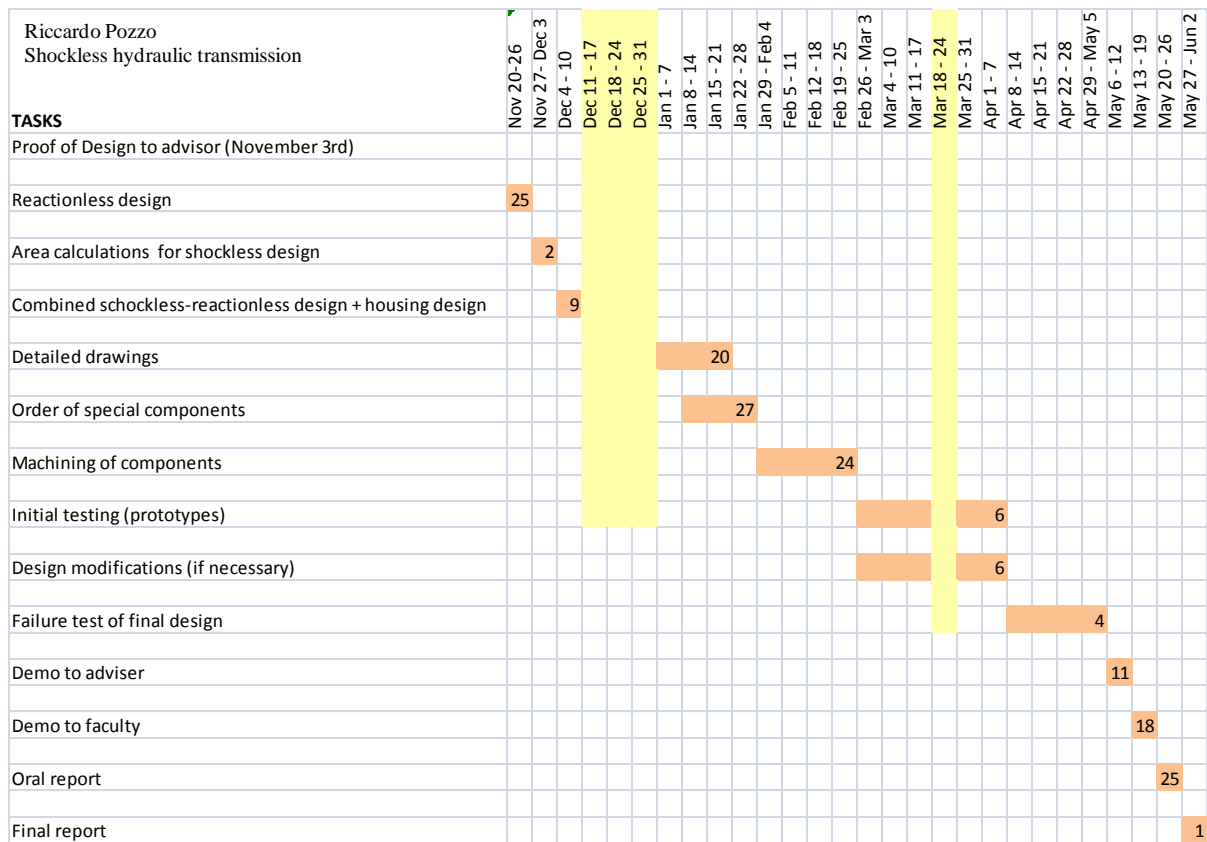 Riccardo Pozzo
Shockless hydraulic transmission
TASKS
Nov 20-26
Nov 27- Dec 3
Dec 4 - 10
Dec 11 - 17
Dec 18 - 24
Dec 25 - 31
Jan 1 - 7
Jan 8 - 14
Jan 15 - 21
Jan 22 - 28
Jan 29 - Feb 4
Feb 5 - 11
Feb 12 - 18
Feb 19 - 25
Feb 26 - Mar 3
Mar 4 - 10
Mar 11 - 17
Mar 18 - 24
Mar 25 - 31
Apr 1 - 7
Apr 8 - 14
Apr 15 - 21
Apr 22 - 28
Apr 29 - May 5
May 6 - 12
May 13 - 19
May 20 - 26
May 27 - Jun 2
Proof of Design to advisor (November 3rd)
Reactionless design 25
Area calculations for shockless design 2
Combined schockless-reactionless design + housing design 9
Detailed drawings 20
Order of special components 27
Machining of components 24
Initial testing (prototypes) 6
Design modifications (if necessary) 6
Failure test of final design 4
Demo to adviser 11
Demo to faculty 18
Oral report 25
Final report 1